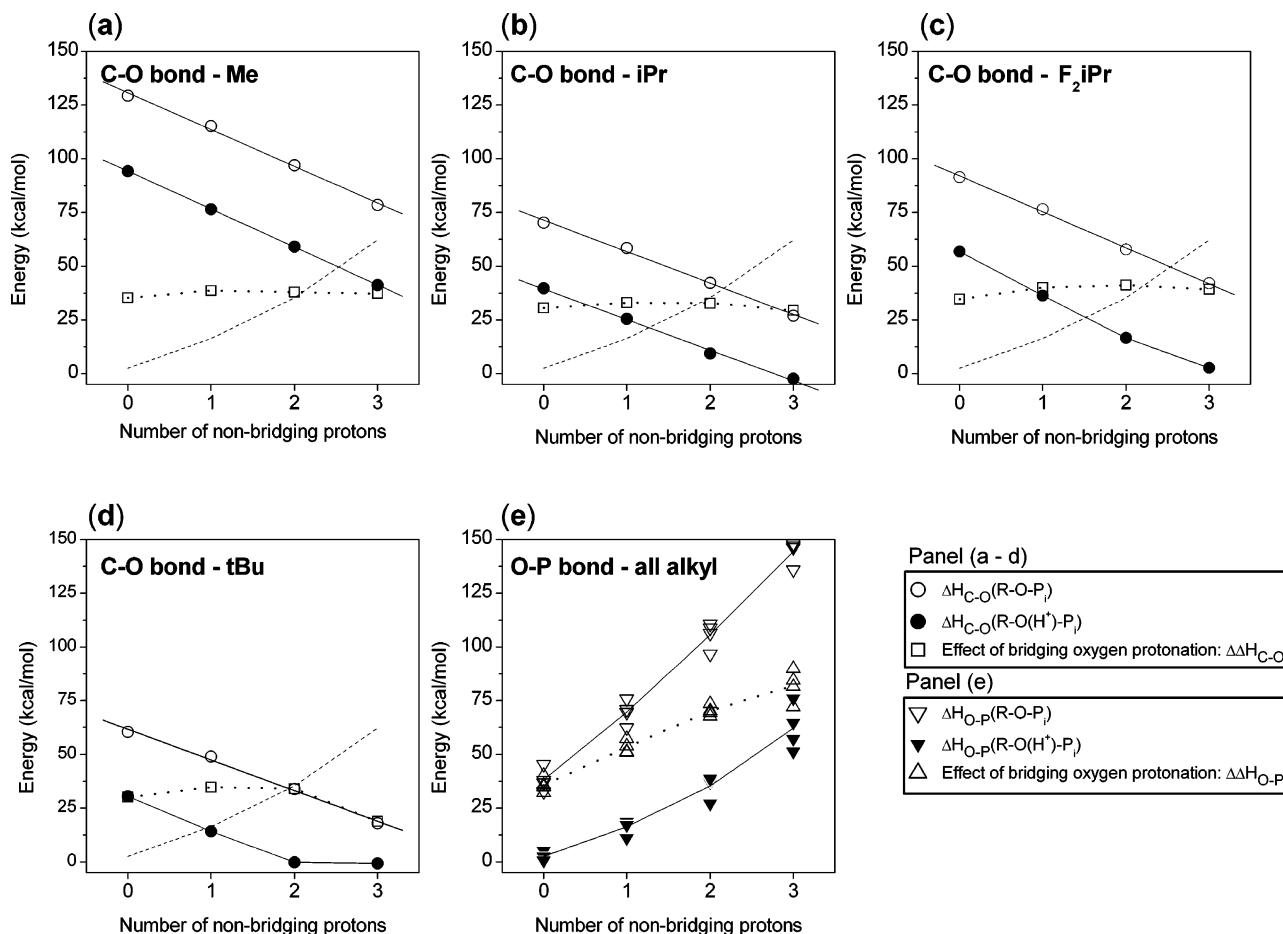 (a)
C-O bond - Me
Energy (kcal/mol)
150
125
100
75
50
25
0
0 1 2 3
Number of non-bridging protons
(b)
C-O bond - iPr
Energy (kcal/mol)
150
125
100
75
50
25
0
0 1 2 3
Number of non-bridging protons
(c)
C-O bond - F₂iPr
Energy (kcal/mol)
150
125
100
75
50
25
0
0 1 2 3
Number of non-bridging protons
(d)
C-O bond - tBu
Energy (kcal/mol)
150
125
100
75
50
25
0
0 1 2 3
Number of non-bridging protons
(e)
O-P bond - all alkyl
Energy (kcal/mol)
150
125
100
75
50
25
0
0 1 2 3
Number of non-bridging protons
Panel (a - d)
ΔH_C-O(R-O-Pᵢ)
ΔH_C-O(R-O(H⁺)-Pᵢ)
Effect of bridging oxygen protonation: ΔΔH_C-O
Panel (e)
ΔH_O-P(R-O-Pᵢ)
ΔH_O-P(R-O(H⁺)-Pᵢ)
Effect of bridging oxygen protonation: ΔΔH_O-P